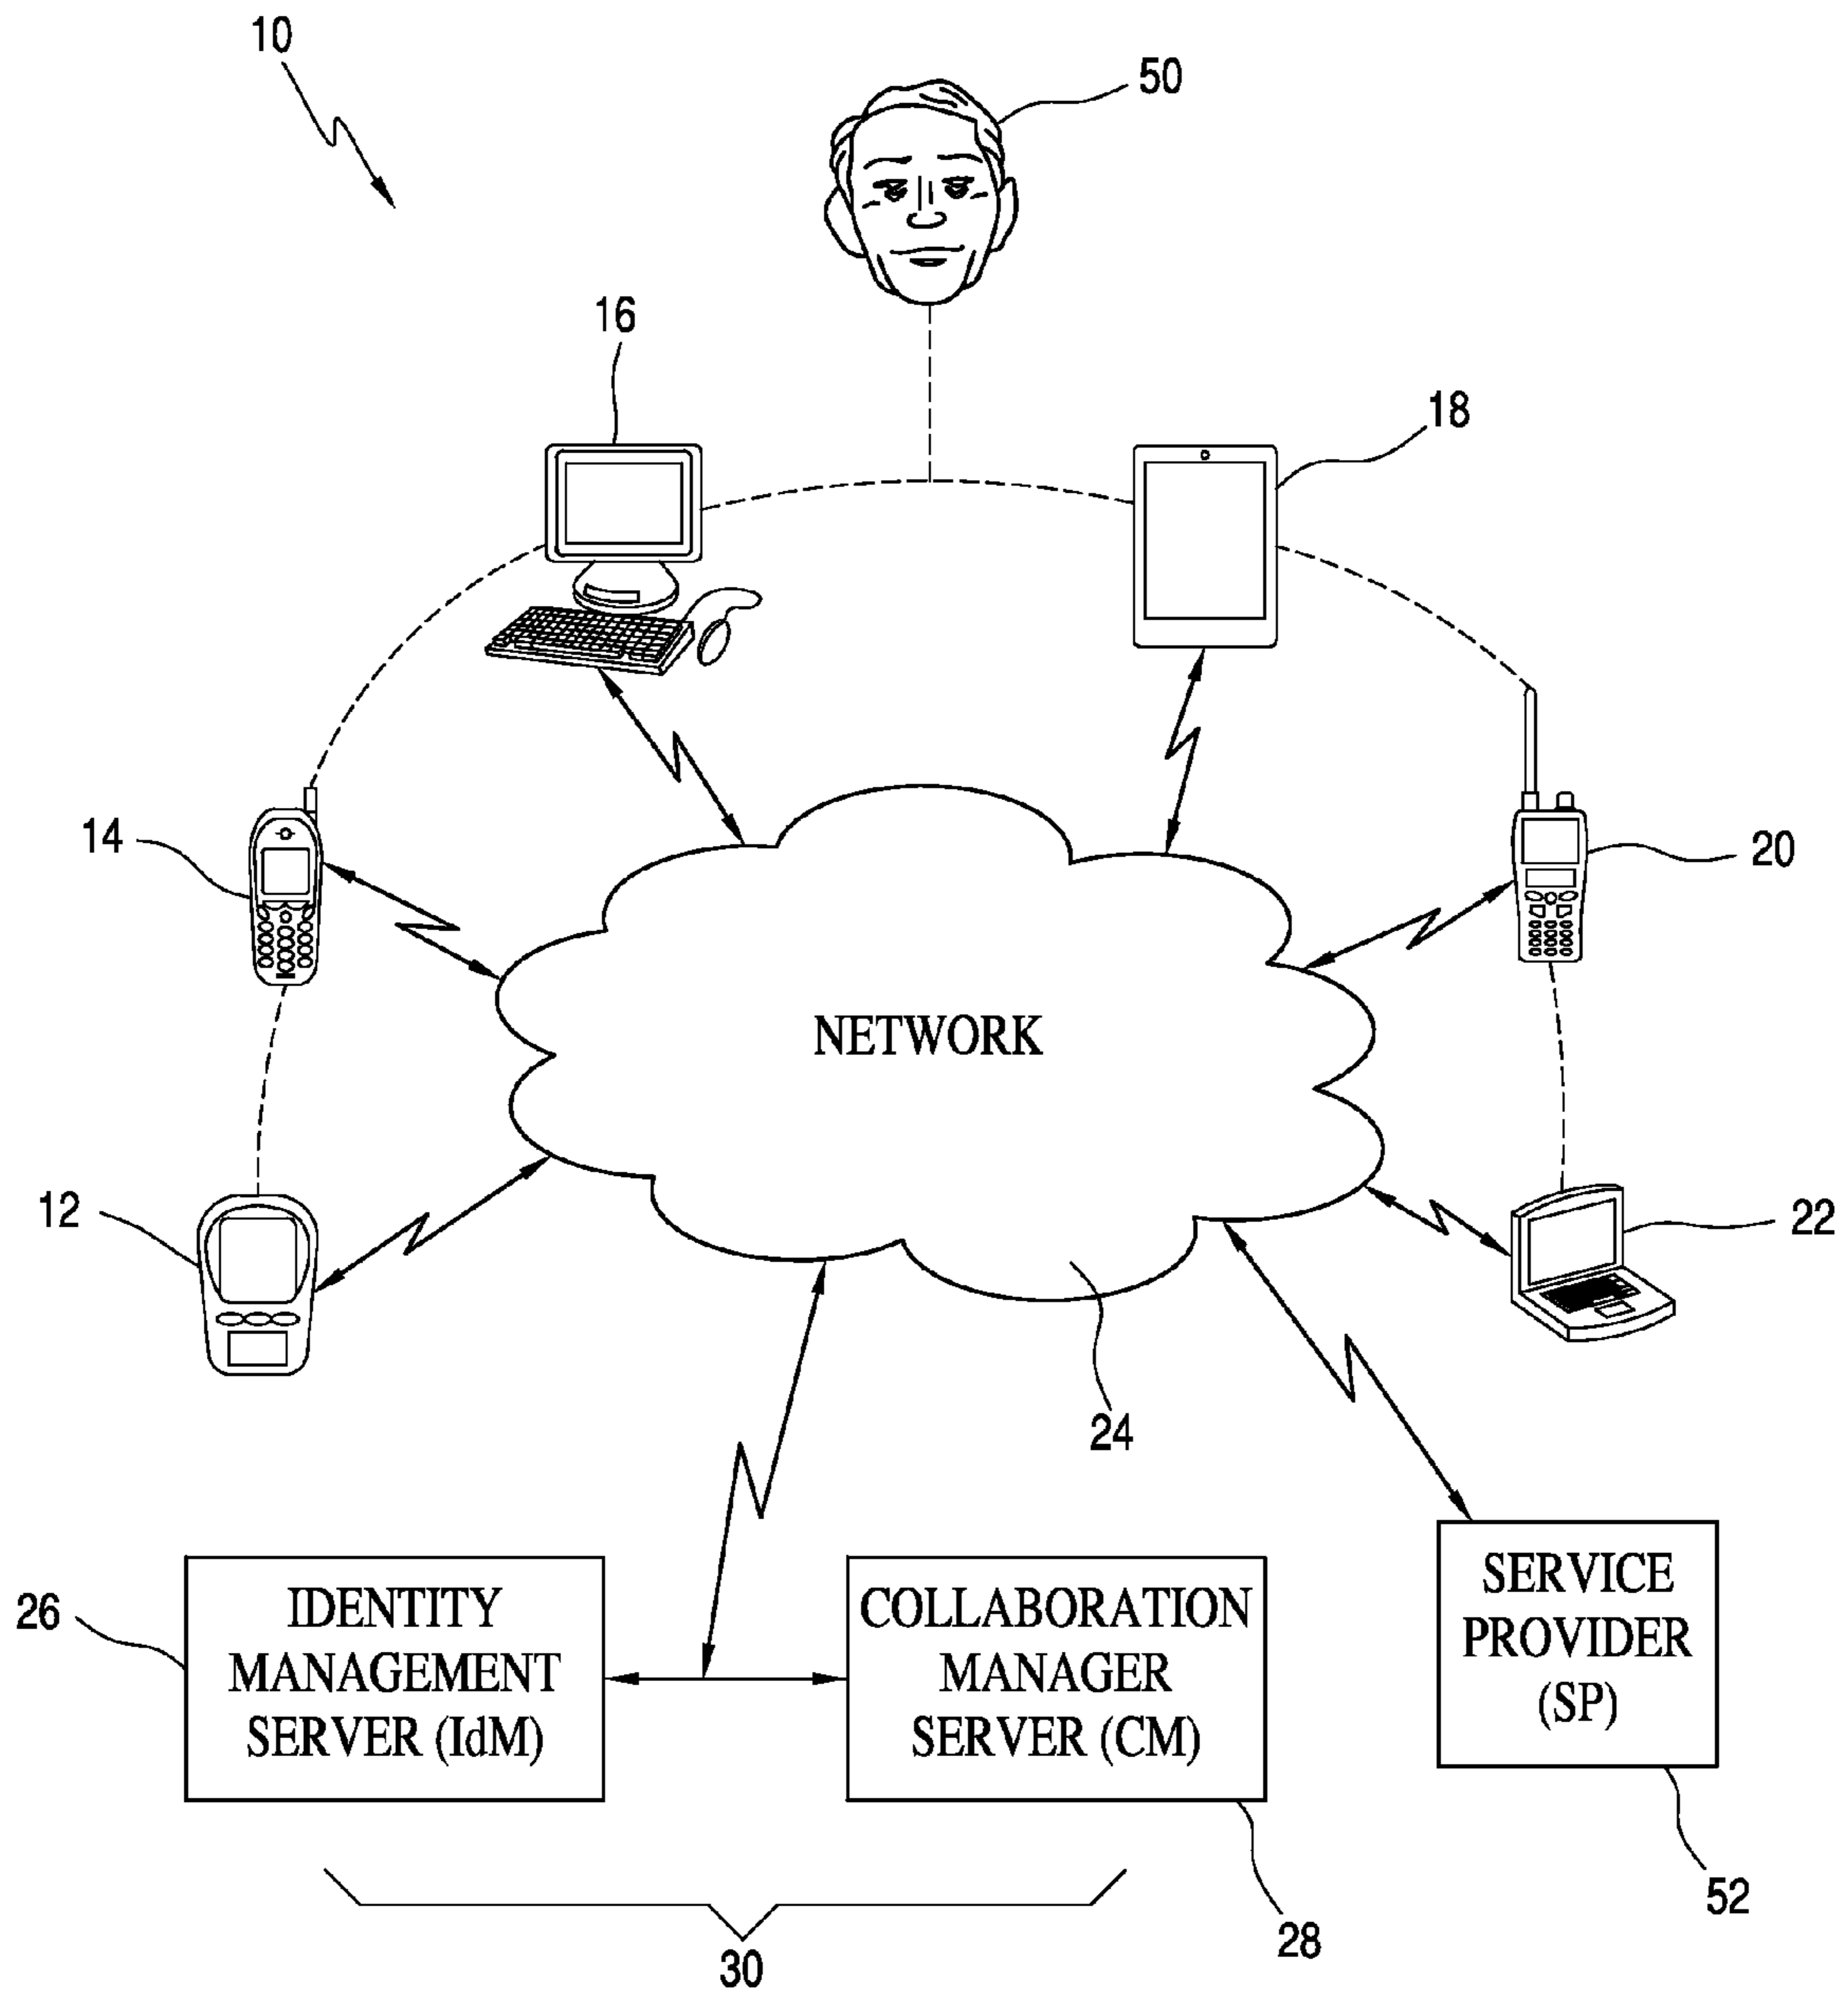 10
50
16
18
14
20
NETWORK
12
22
24
26
IDENTITY
MANAGEMENT
SERVER (IdM)
COLLABORATION
MANAGER
SERVER (CM)
SERVICE
PROVIDER
(SP)
52
28
30